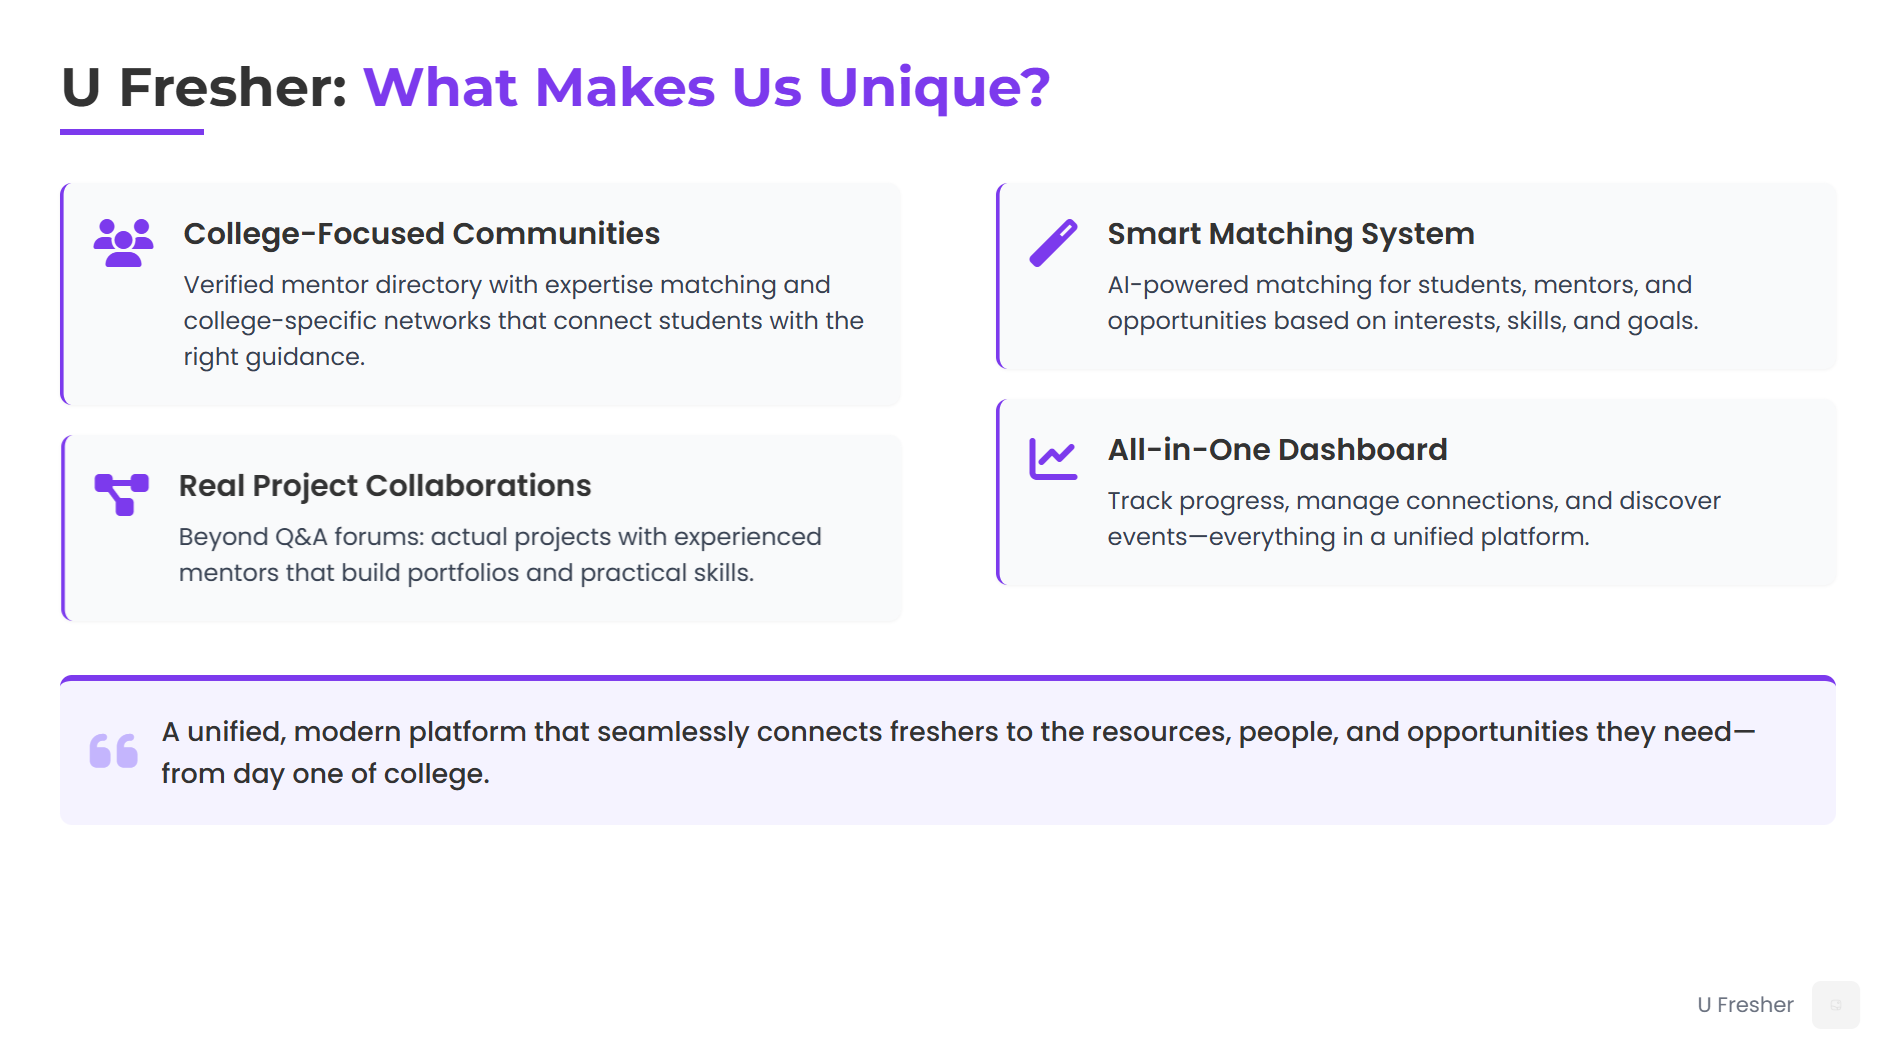 U Fresher: What Makes Us Unique?
College-Focused Communities
Verified mentor directory with expertise matching and
college-specific networks that connect students with the
right guidance.
Real Project Collaborations
Beyond Q&A forums: actual projects with experienced
mentors that build portfolios and practical skills.
Smart Matching System
AI-powered matching for students, mentors, and
opportunities based on interests, skills, and goals.
All-in-One Dashboard
Track progress, manage connections, and discover
events—everything in a unified platform.
A unified, modern platform that seamlessly connects freshers to the resources, people, and opportunities they need—
from day one of college.
U Fresher